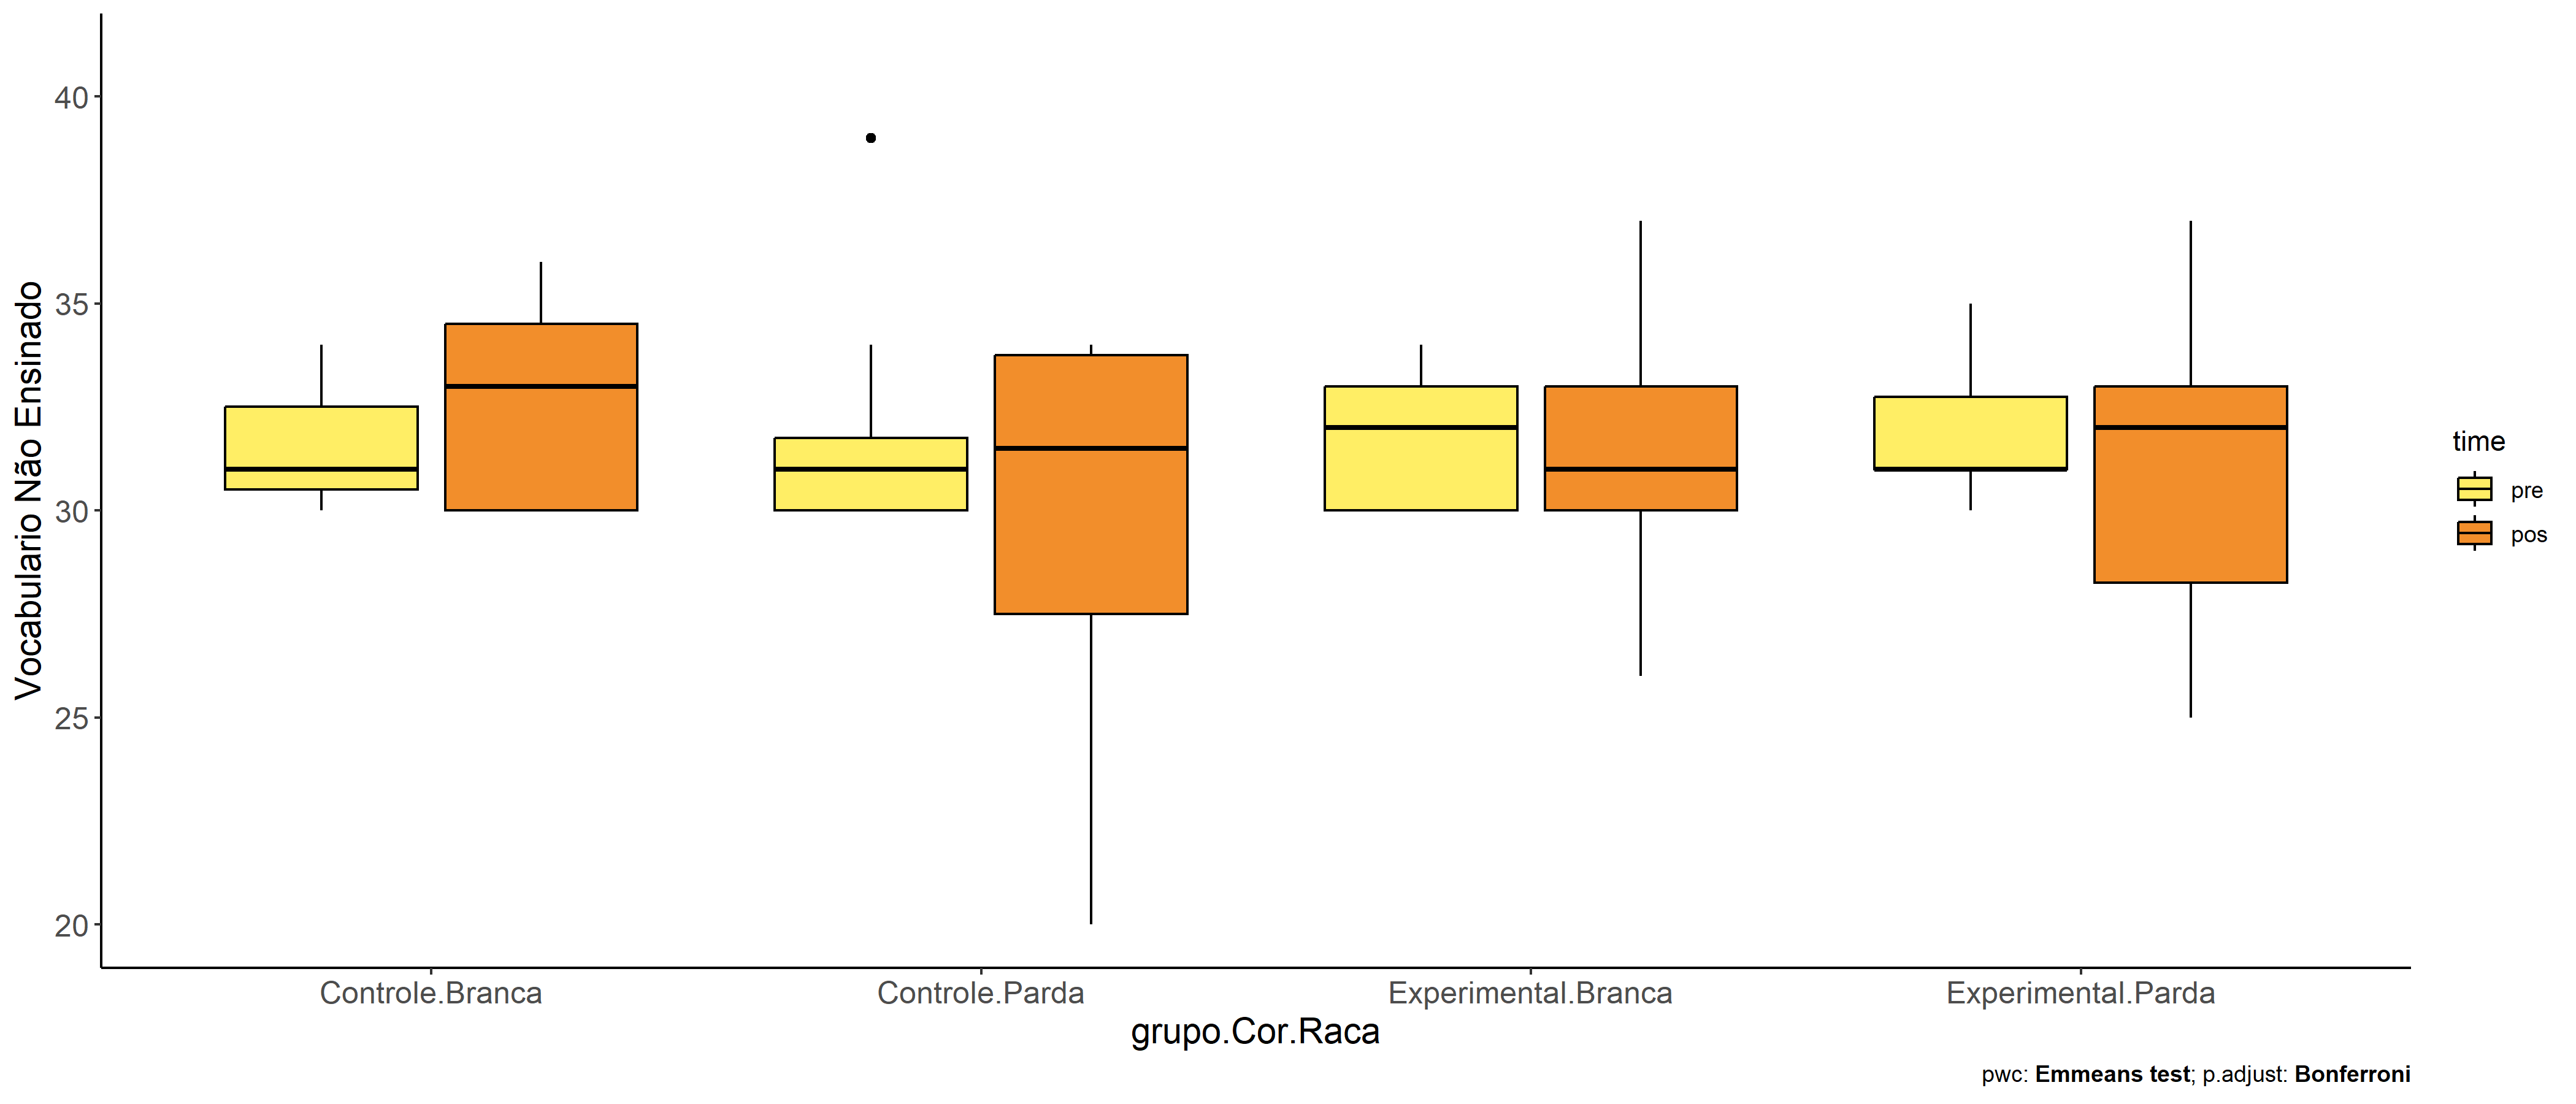 Vocabulario Não Ensinado
40
35
30
25
20
Controle.Branca
Controle.Parda
Experimental.Branca
Experimental.Parda
grupo.Cor.Raca
time
pre
pos
pwc: Emmeans test; p.adjust: Bonferroni